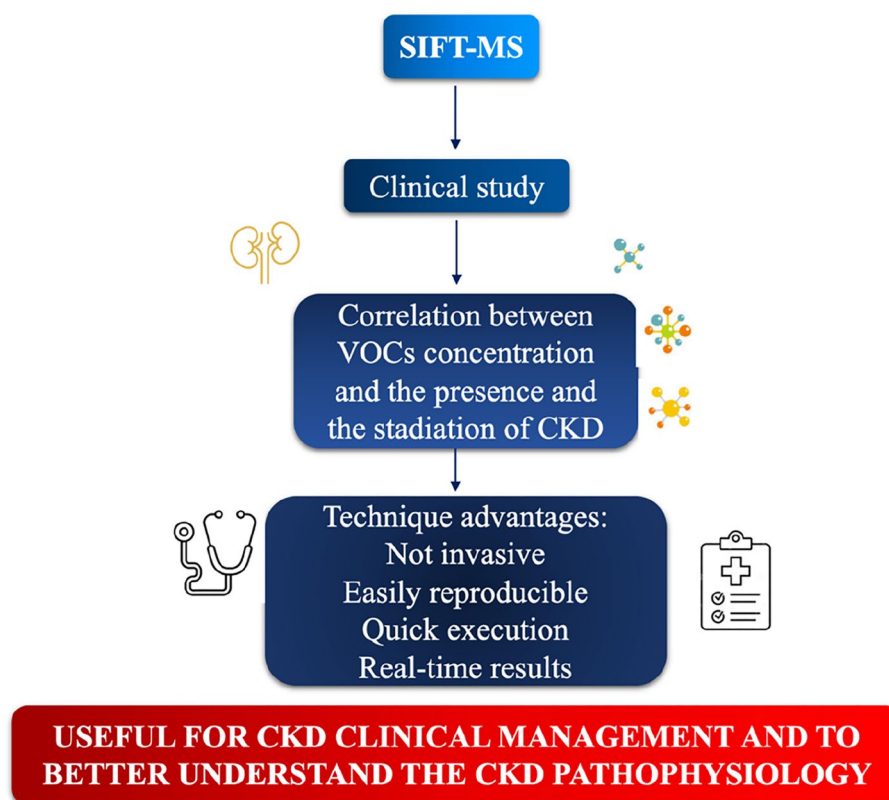 SIFT-MS
Clinical study
Correlation between
VOCs concentration
and the presence and
the stadiation of CKD
Technique advantages:
Not invasive
Easily reproducible
Quick execution
Real-time results
USEFUL FOR CKD CLINICAL MANAGEMENT AND TO
BETTER UNDERSTAND THE CKD PATHOPHYSIOLOGY